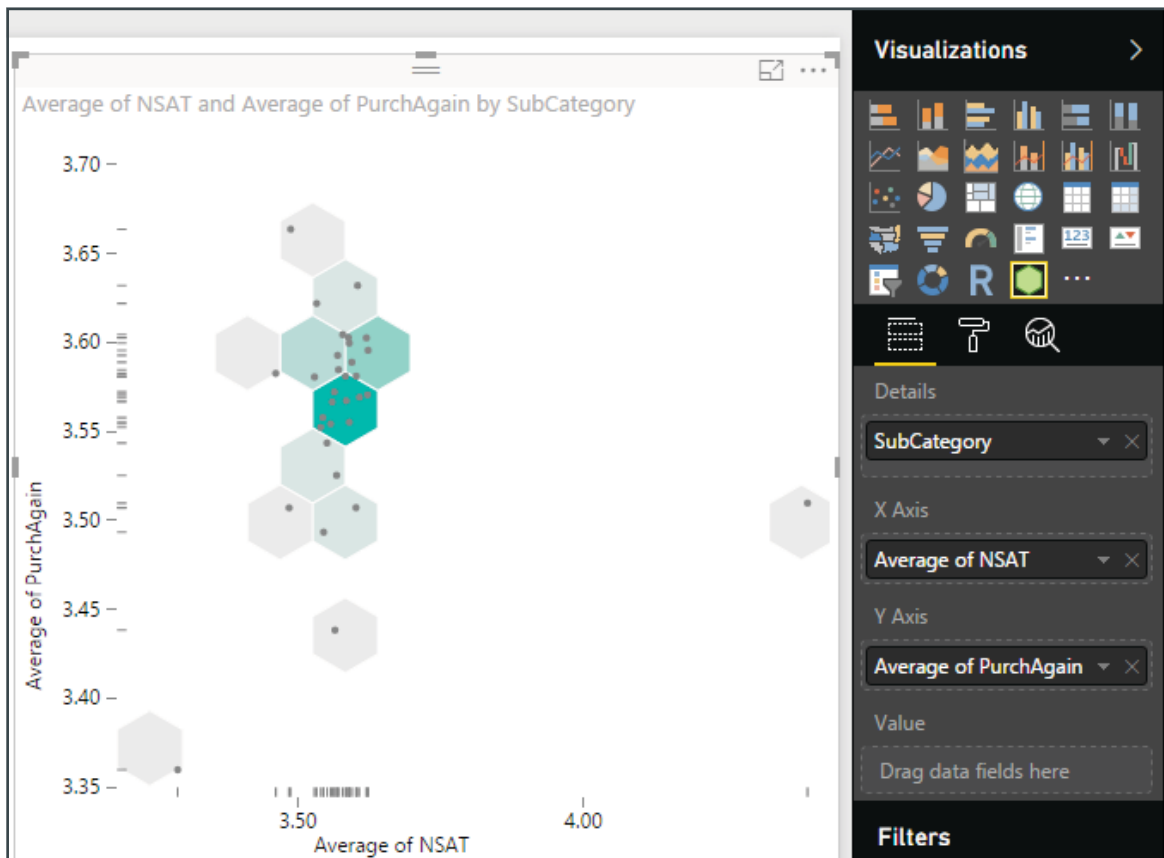 Visualizations
Average of NSAT and Average of PurchAgain by SubCategory
3.70
3.65
3.60
3.55
3.50
3.45
3.40
3.35
Average of PurchAgain
3.50
4.00
Average of NSAT
123
R
Details
SubCategory
X Axis
Average of NSAT
Y Axis
Average of PurchAgain
Value
Drag data fields here
Filters